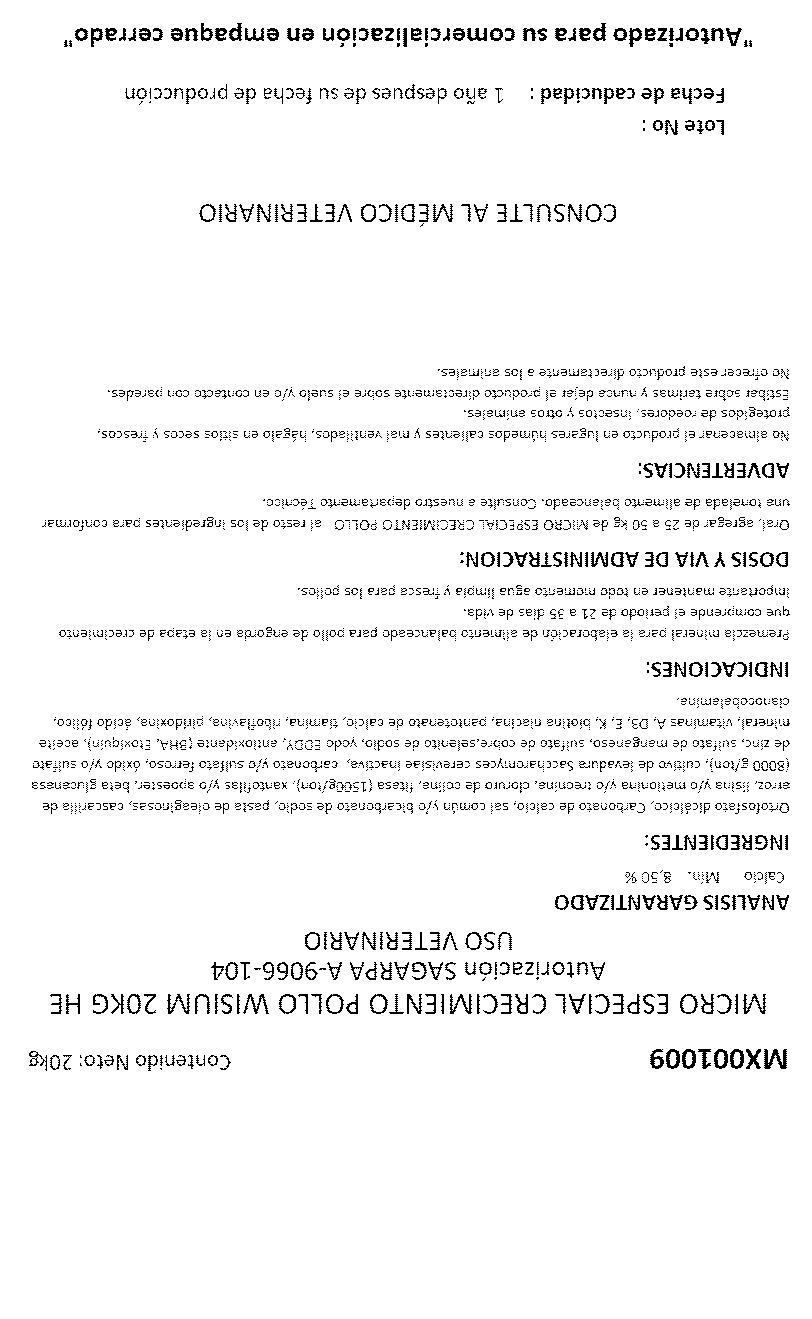 MX001009 Contenido Neto: 20kg
MICRO ESPECIAL CRECIMIENTO POLLO WISIUM 20KG HE
Autorización SAGARPA A-9066-104
USO VETERINARIO
ANALISIS GARANTIZADO
Calcio Mín. 8,50 %
INGREDIENTES:
Ortofosfato dicálcico, Carbonato de calcio, sal común y/o bicarbonato de sodio, pasta de oleaginosas, cascarilla de
arroz, lisina y/o metionina y/o treonina, cloruro de colina, fitasa (1500g/ton), xantofilas y/o apoester, beta glucanasa
(8000 g/ton), cultivo de levadura Saccharomyces cerevisiae inactiva, carbonato y/o sulfato ferroso, óxido y/o sulfato
de zinc, sulfato de manganeso, sulfato de cobre,selenito de sodio, yodo EDDY, antioxidante (BHA, Etoxiquin), aceite
mineral, vitaminas A, D3, E, K, biotina niacina, pantotenato de calcio, tiamina, riboflavina, piridoxina, ácido fólico,
cianocobalamina.
INDICACIONES:
Premezcla mineral para la elaboración de alimento balanceado para pollo de engorda en la etapa de crecimiento
que comprende el periodo de 21 a 35 días de vida.
Importante mantener en todo momento agua limpia y fresca para los pollos.
DOSIS Y VIA DE ADMINISTRACION:
Oral, agregar de 25 a 50 kg de MICRO ESPECIAL CRECIMIENTO POLLO al resto de los ingredientes para conformar
una tonelada de alimento balanceado. Consulte a nuestro departamento Técnico.
ADVERTENCIAS:
No almacenar el producto en lugares húmedos calientes y mal ventilados, hágalo en sitios secos y frescos,
protegidos de roedores, insectos y otros animales.
Estibar sobre tarimas y nunca dejar el producto directamente sobre el suelo y/o en contacto con paredes.
No ofrecer este producto directamente a los animales.
CONSULTE AL MÉDICO VETERINARIO
Lote No :
Fecha de caducidad : 1 año despues de su fecha de producción
"Autorizado para su comercialización en empaque cerrado"